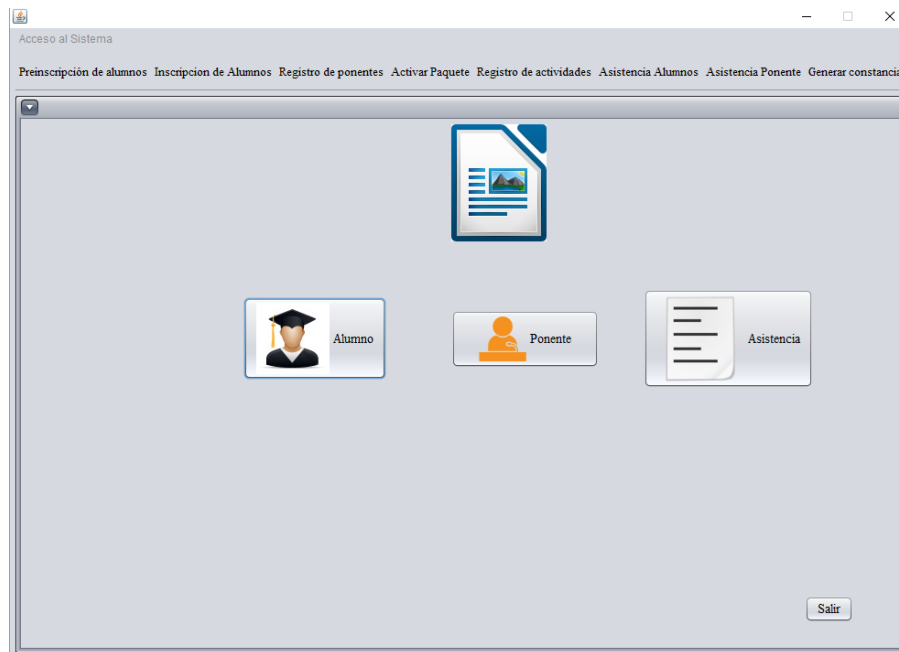 Acceso al Sistema
Preinscripción de alumnos Inscripcion de Alumnos Registro de ponentes Activar Paquete Registro de actividades Asistencia Alumnos Asistencia Ponente Generar constancia
Alumno
Ponente
Asistencia
Salir